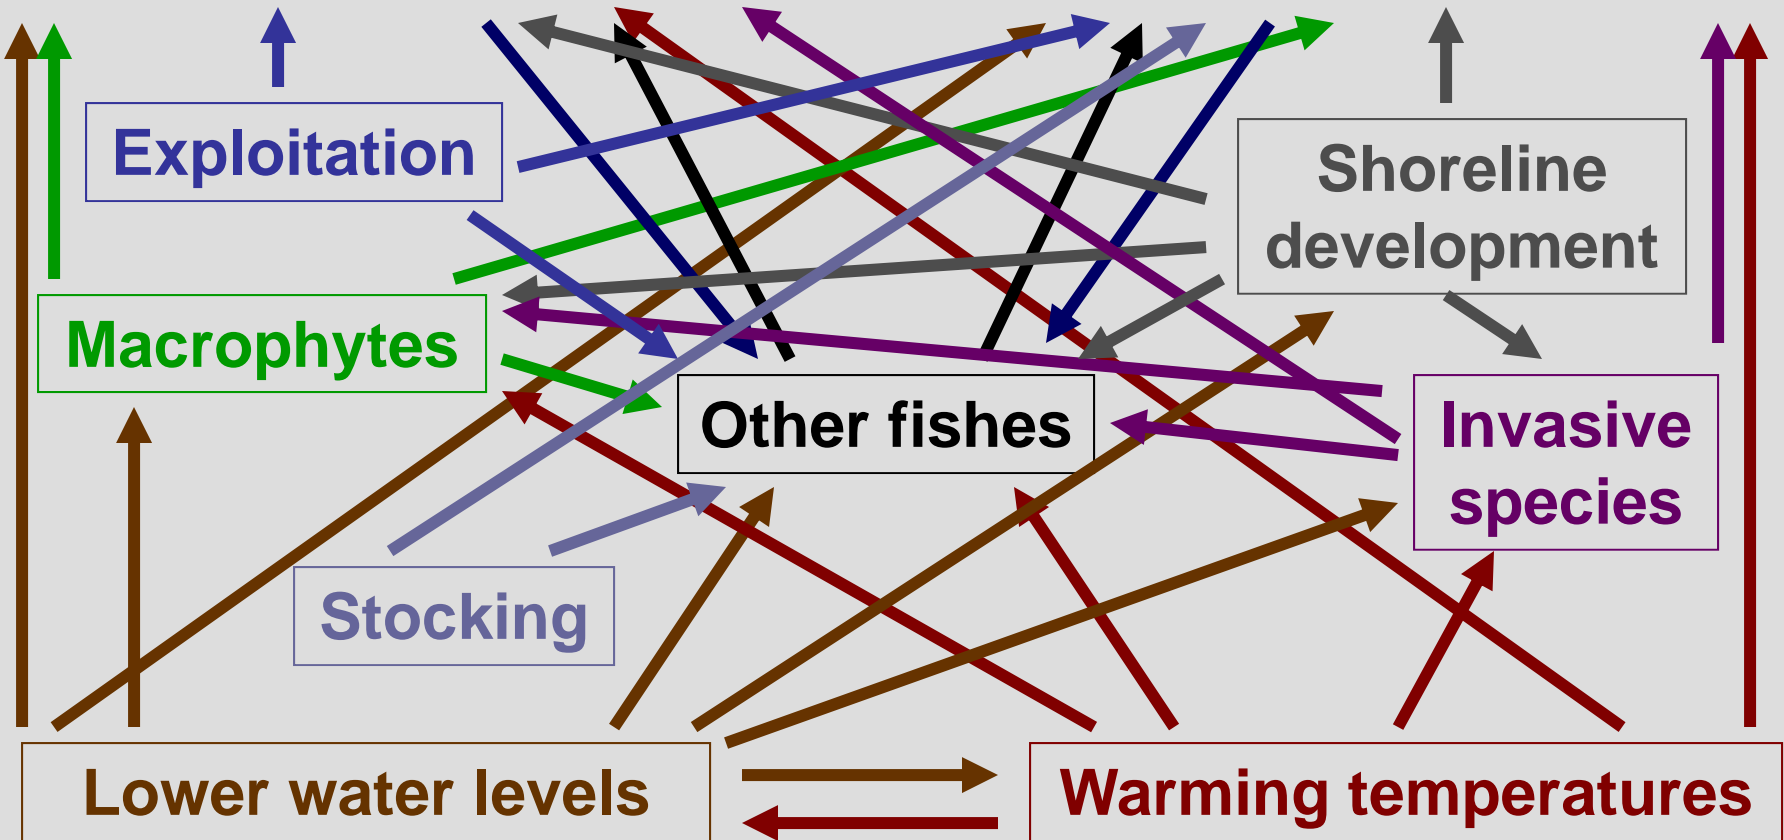 Exploitation
Shoreline
development
Macrophytes
Other fishes
Invasive
species
Stocking
Lower water levels
Warming temperatures